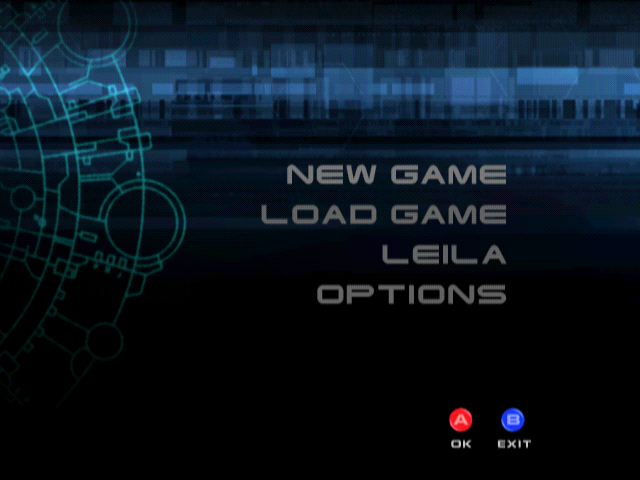 NEW GAME
LOAD GAME
LEILA
OPTIONS
A B
OK EXIT